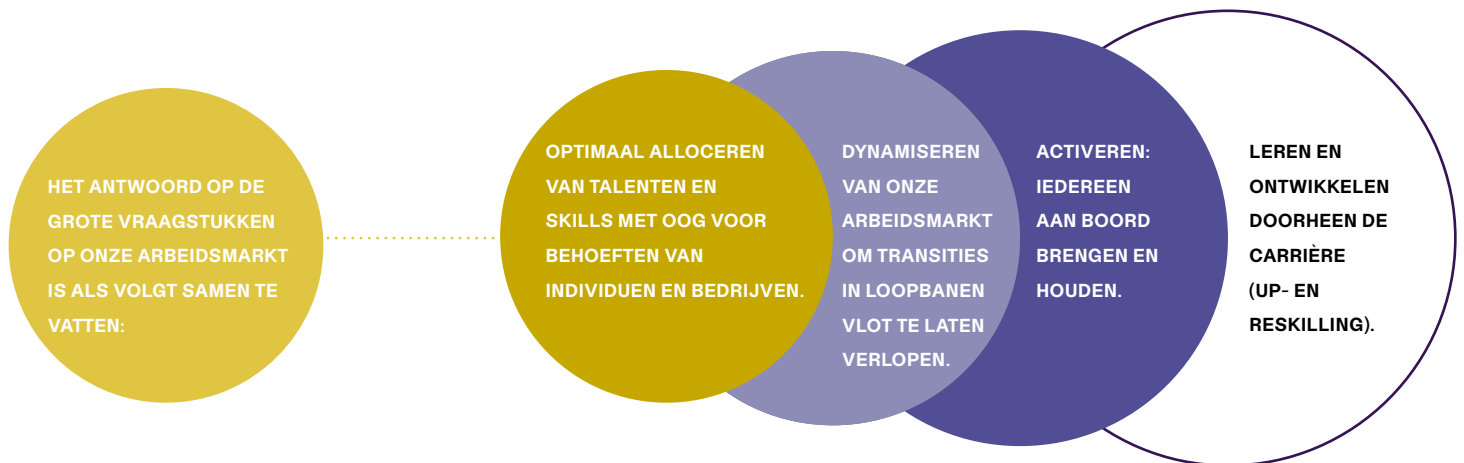 HET ANTWOORD OP DE
GROTE VRAAGSTUKKEN
OP ONZE ARBEIDSMARKT
IS ALS VOLGT SAMEN TE
VATTEN:
OPTIMAAL ALLOCEREN
VAN TALENTEN EN
SKILLS MET OOG VOOR
BEHOEFTEN VAN
INDIVIDUEN EN BEDRIJVEN.
DYNAMISEREN
VAN ONZE
ARBEIDSMARKT
OM TRANSITIES
IN LOOPBANEN
VLOT TE LATEN
VERLOPEN.
ACTIVEREN:
IEDEREEN
AAN BOORD
BRENGEN EN
HOUDEN.
LEREN EN
ONTWIKKELEN
DOORHEEN DE
CARRIÈRE
(UP- EN
RESKILLING).